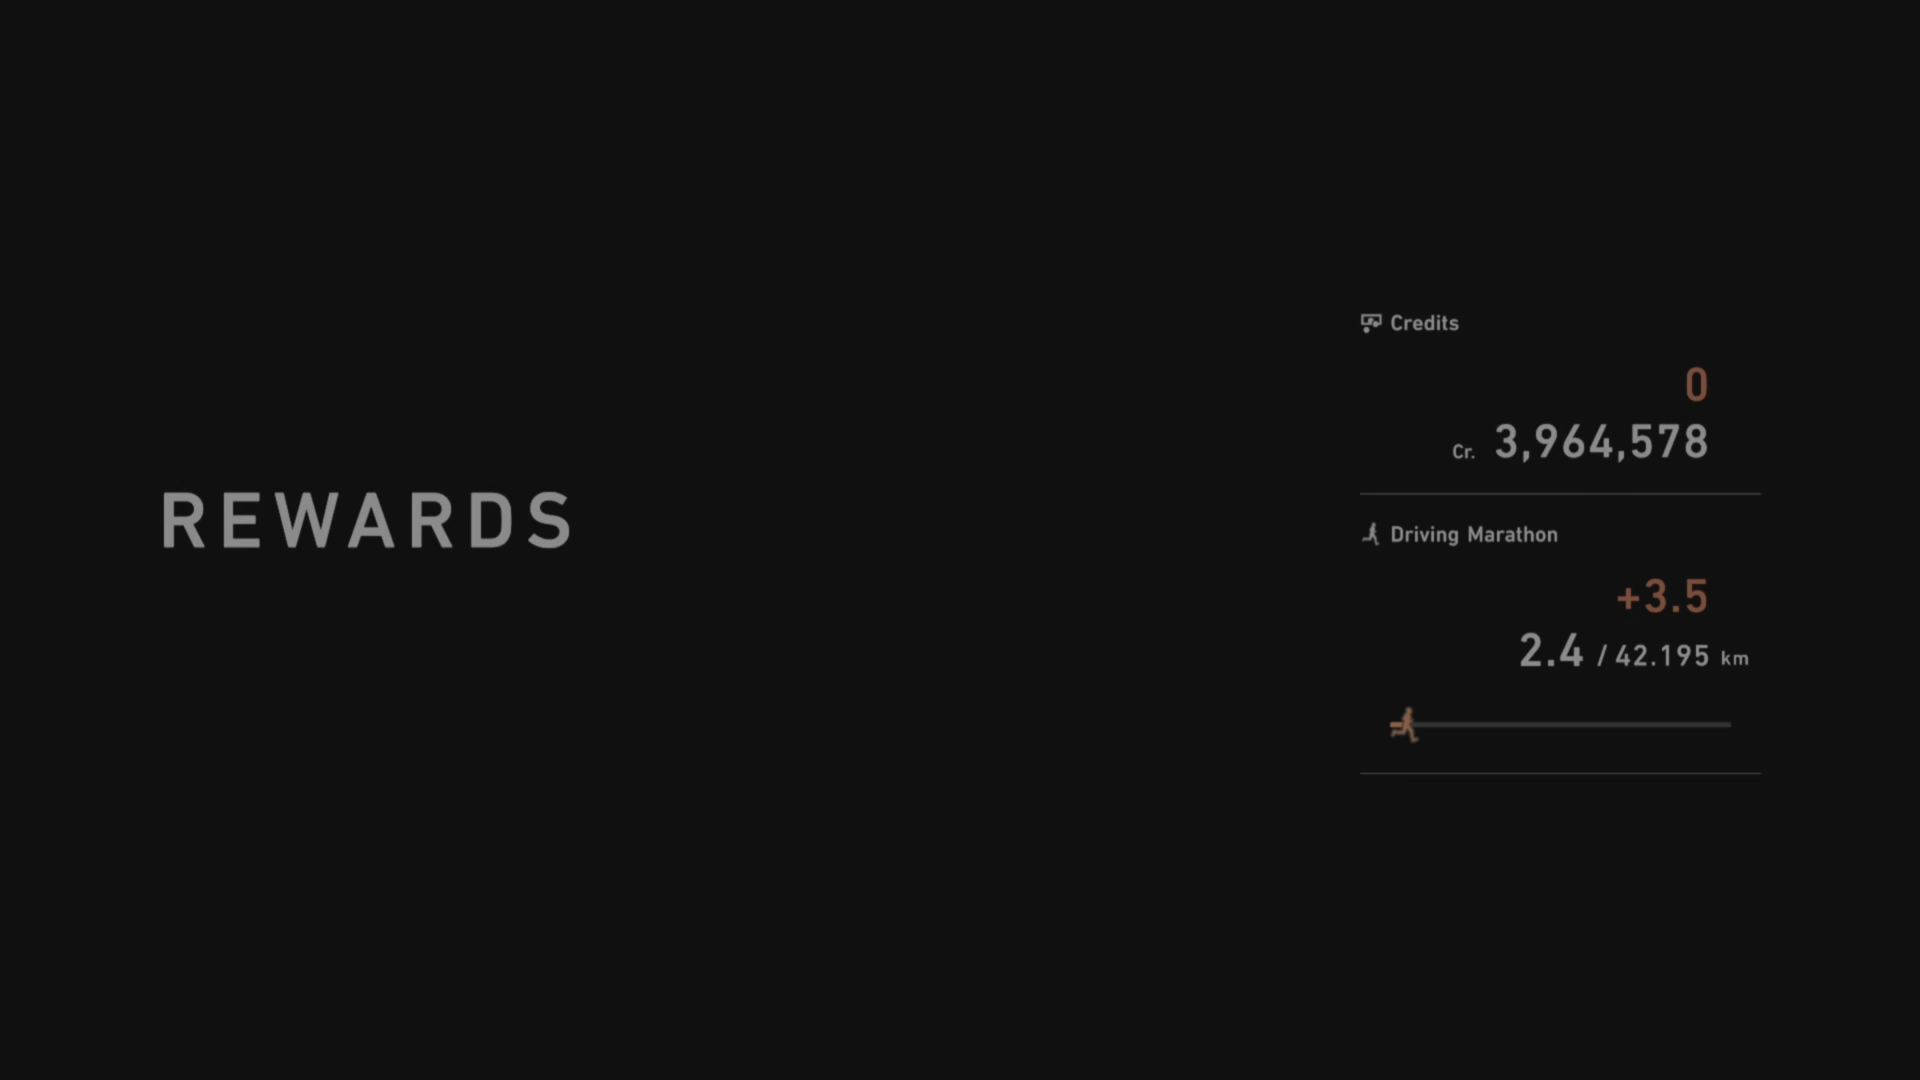 REWARDS
Credits
0
Cr. 3,964,578
Driving Marathon
+3.5
2.4 / 42.195 km